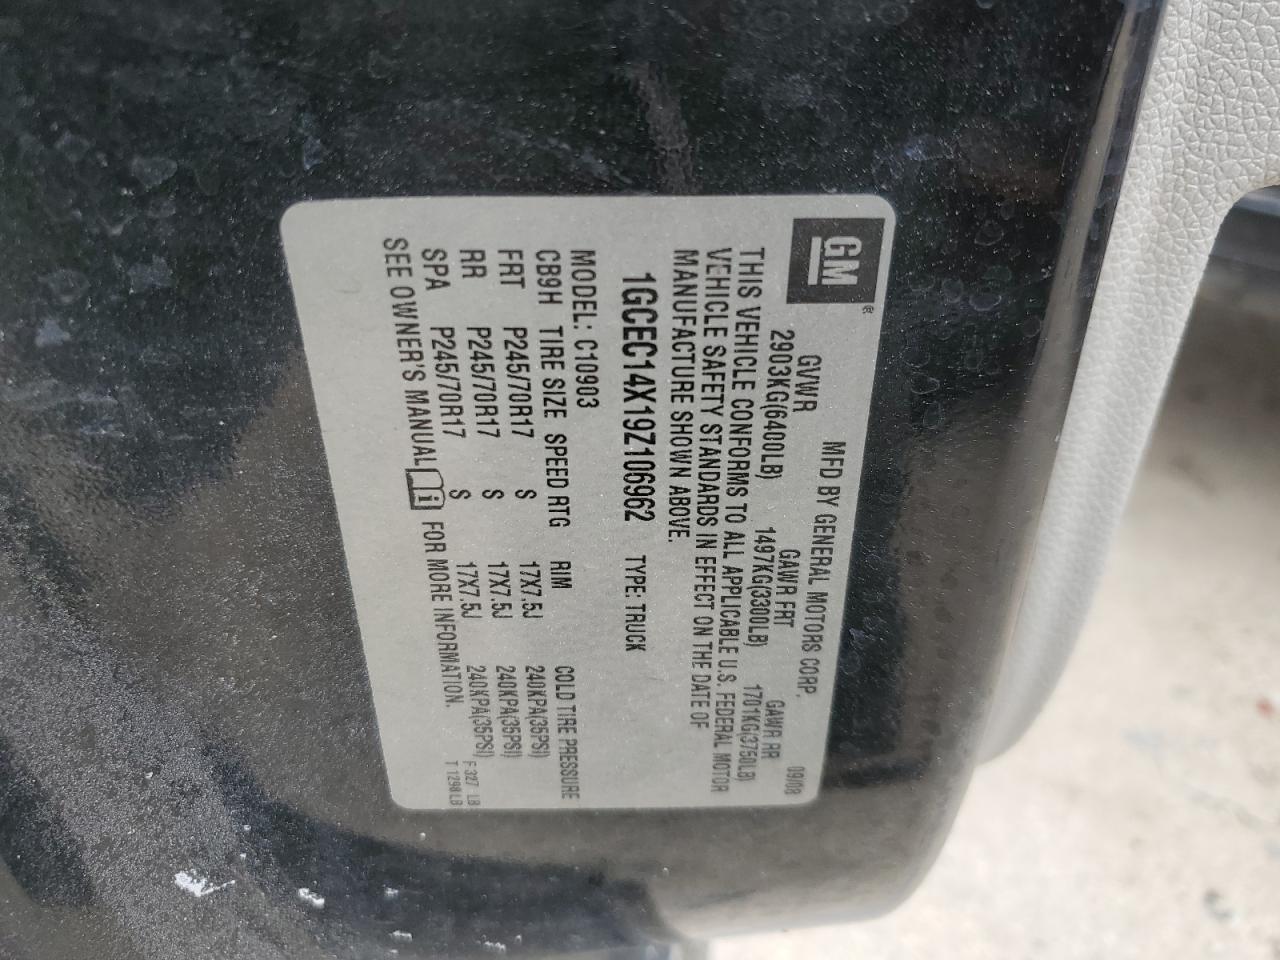 GM®
MFD BY GENERAL MOTORS CORP. 09/08
GVWR GAWR FRT GAWR RR
2903KG(6400LB) 1497KG(3300LB) 1701KG(3750LB)
THIS VEHICLE CONFORMS TO ALL APPLICABLE U.S. FEDERAL MOTOR
VEHICLE SAFETY STANDARDS IN EFFECT ON THE DATE OF
MANUFACTURE SHOWN ABOVE.
1GCEC14X19Z106962 TYPE: TRUCK
MODEL: C10903
CB9H TIRE SIZE SPEED RTG RIM COLD TIRE PRESSURE
FRT P245/70R17 S 17X7.5J 240KPA(35PSI)
RR P245/70R17 S 17X7.5J 240KPA(35PSI)
SPA P245/70R17 S 17X7.5J 240KPA(35PSI)
SEE OWNER'S MANUAL i FOR MORE INFORMATION.
F 327 LB
T 1298 LB